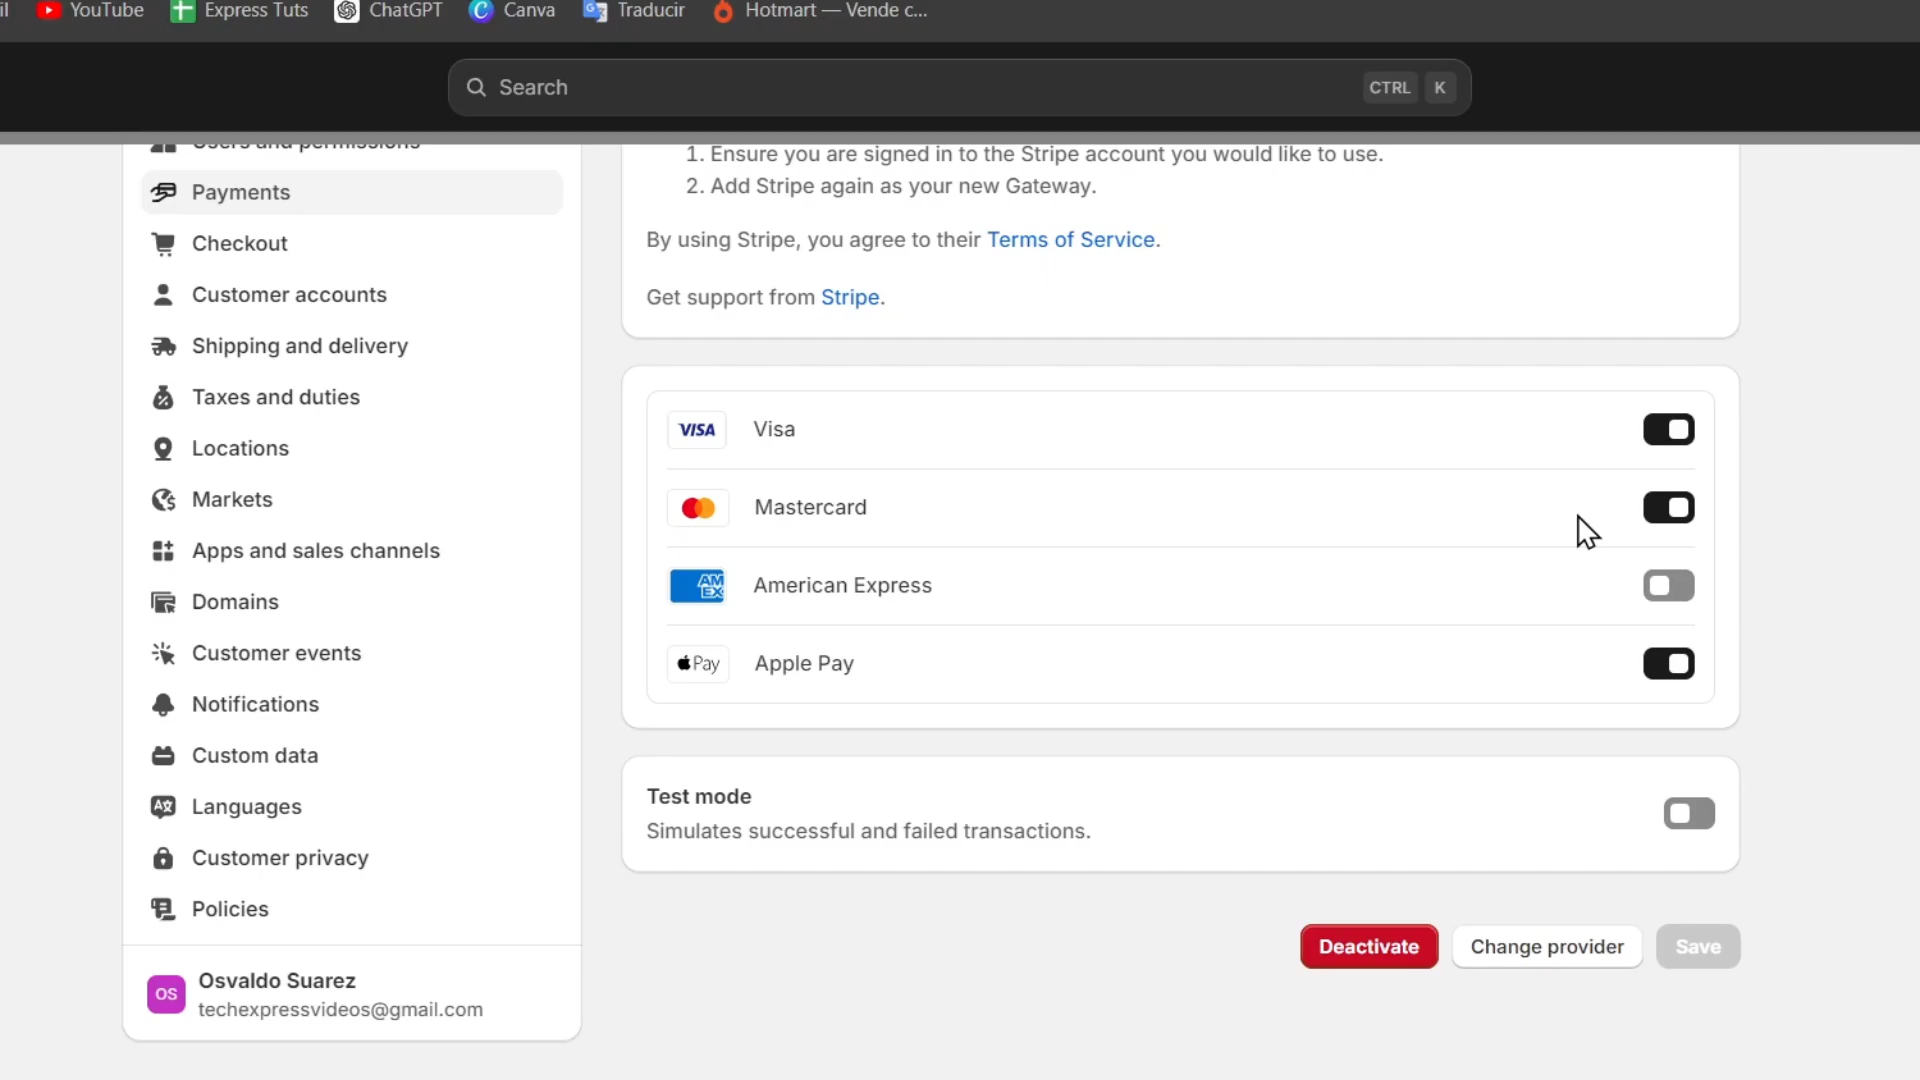 YouTube Express Tuts ChatGPT Canva Traducir Hotmart — Vende c...
Search CTRL K
Users and permissions
Payments
Checkout
Customer accounts
Shipping and delivery
Taxes and duties
Locations
Markets
Apps and sales channels
Domains
Customer events
Notifications
Custom data
Languages
Customer privacy
Policies
OS
Osvaldo Suarez
techexpressvideos@gmail.com
1. Ensure you are signed in to the Stripe account you would like to use.
2. Add Stripe again as your new Gateway.
By using Stripe, you agree to their Terms of Service.
Get support from Stripe.
VISA Visa
Mastercard
AM EX American Express
Pay Apple Pay
Test mode
Simulates successful and failed transactions.
Deactivate Change provider Save